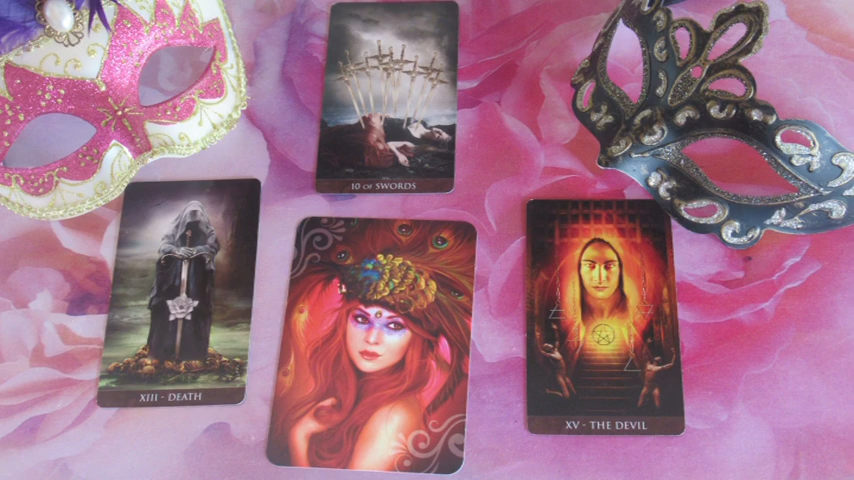 10 OF SWORDS
XIII - DEATH
XV - THE DEVIL